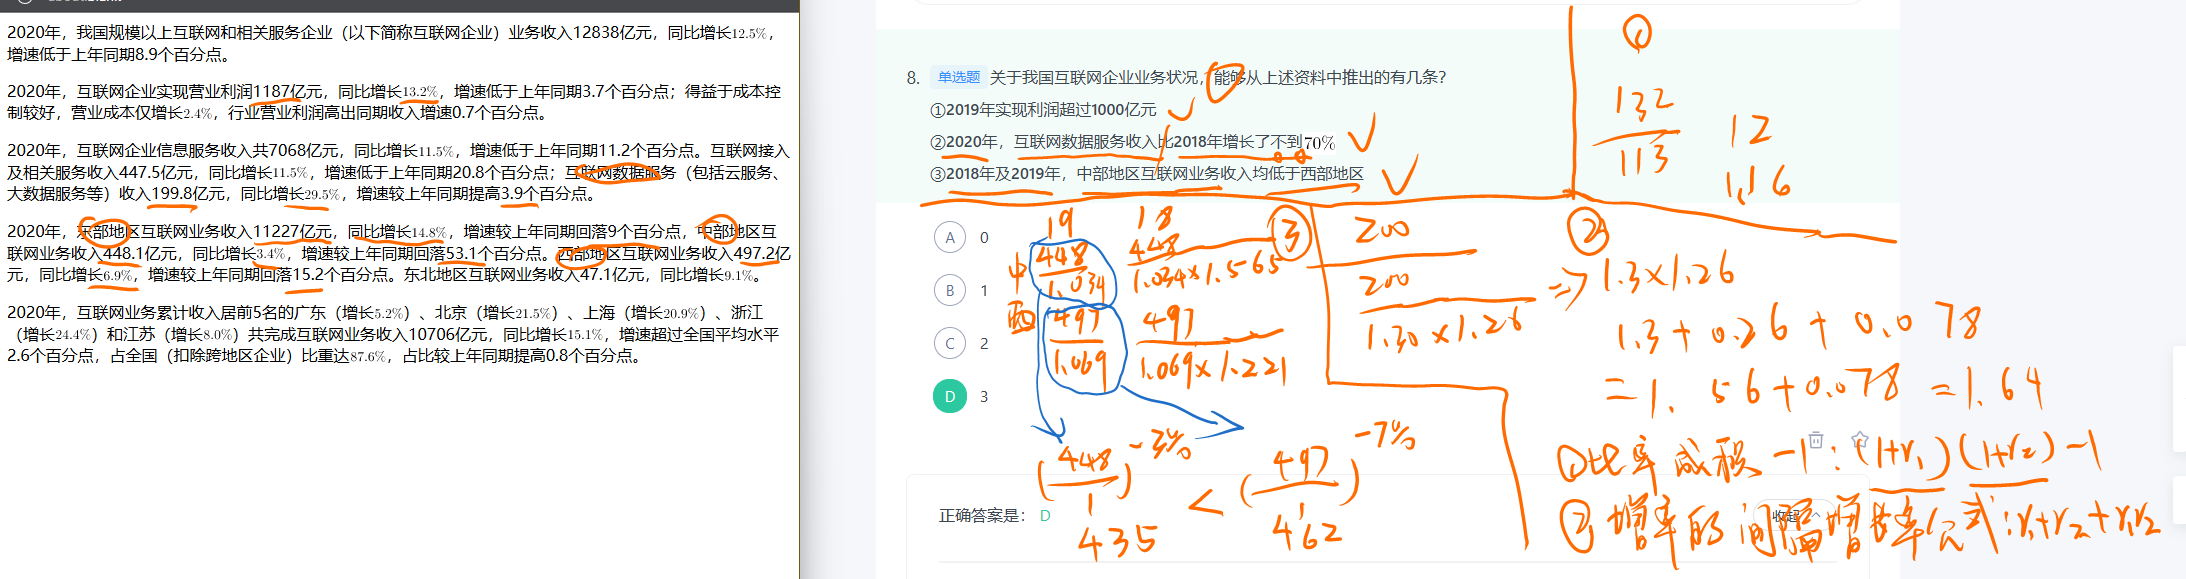 2020年，我国规模以上互联网和相关服务企业（以下简称互联网企业）业务收入12838亿元，同比增长12.5%，
增速低于上年同期8.9个百分点。
2020年，互联网企业实现营业利润1187亿元，同比增长13.2%，增速低于上年同期3.7个百分点；得益于成本控
制较好，营业成本仅增长2.4%，行业营业利润高出同期收入增速0.7个百分点。
2020年，互联网企业信息服务收入共7068亿元，同比增长11.5%，增速低于上年同期11.2个百分点。互联网接入
及相关服务收入447.5亿元，同比增长11.5%，增速低于上年同期20.8个百分点；互联网数据服务（包括云服务、
大数据服务等）收入199.8亿元，同比增长29.5%，增速较上年同期提高3.9个百分点。
2020年，东部地区互联网业务收入11227亿元，同比增长14.8%，增速较上年同期回落9个百分点，中部地区互
联网业务收入448.1亿元，同比增长3.4%，增速较上年同期回落53.1个百分点。西部地区互联网业务收入497.2亿
元，同比增长6.9%，增速较上年同期回落15.2个百分点。东北地区互联网业务收入47.1亿元，同比增长9.1%。
2020年，互联网业务累计收入居前5名的广东（增长5.2%）、北京（增长21.5%）、上海（增长20.9%）、浙江
（增长24.4%）和江苏（增长8.0%）共完成互联网业务收入10706亿元，同比增长15.1%，增速超过全国平均水平
2.6个百分点，占全国（扣除跨地区企业）比重达87.6%，占比较上年同期提高0.8个百分点。
8. 单选题 关于我国互联网企业业务状况，能够从上述资料中推出的有几条？
①2019年实现利润超过1000亿元
②2020年，互联网数据服务收入比2018年增长了不到70%
③2018年及2019年，中部地区互联网业务收入均低于西部地区
A 0
B 1
C 2
D 3
①
132
113
12
1.16
③
19
18
中
448
1.034
448
1.034×1.565
西
497
1.069
497
1.069×1.221
(448/1)-3%
435
<
(497/1)-7%
462
②
200
200
1.30×1.26
⇒1.3×1.26
1.3+0.26+0.078
=1.56+0.078=1.64
①比率减积-1：(1+r₁)(1+r₂)-1
②增率的间隔增长率公式：r₁+r₂+r₁r₂
正确答案是： D
收起